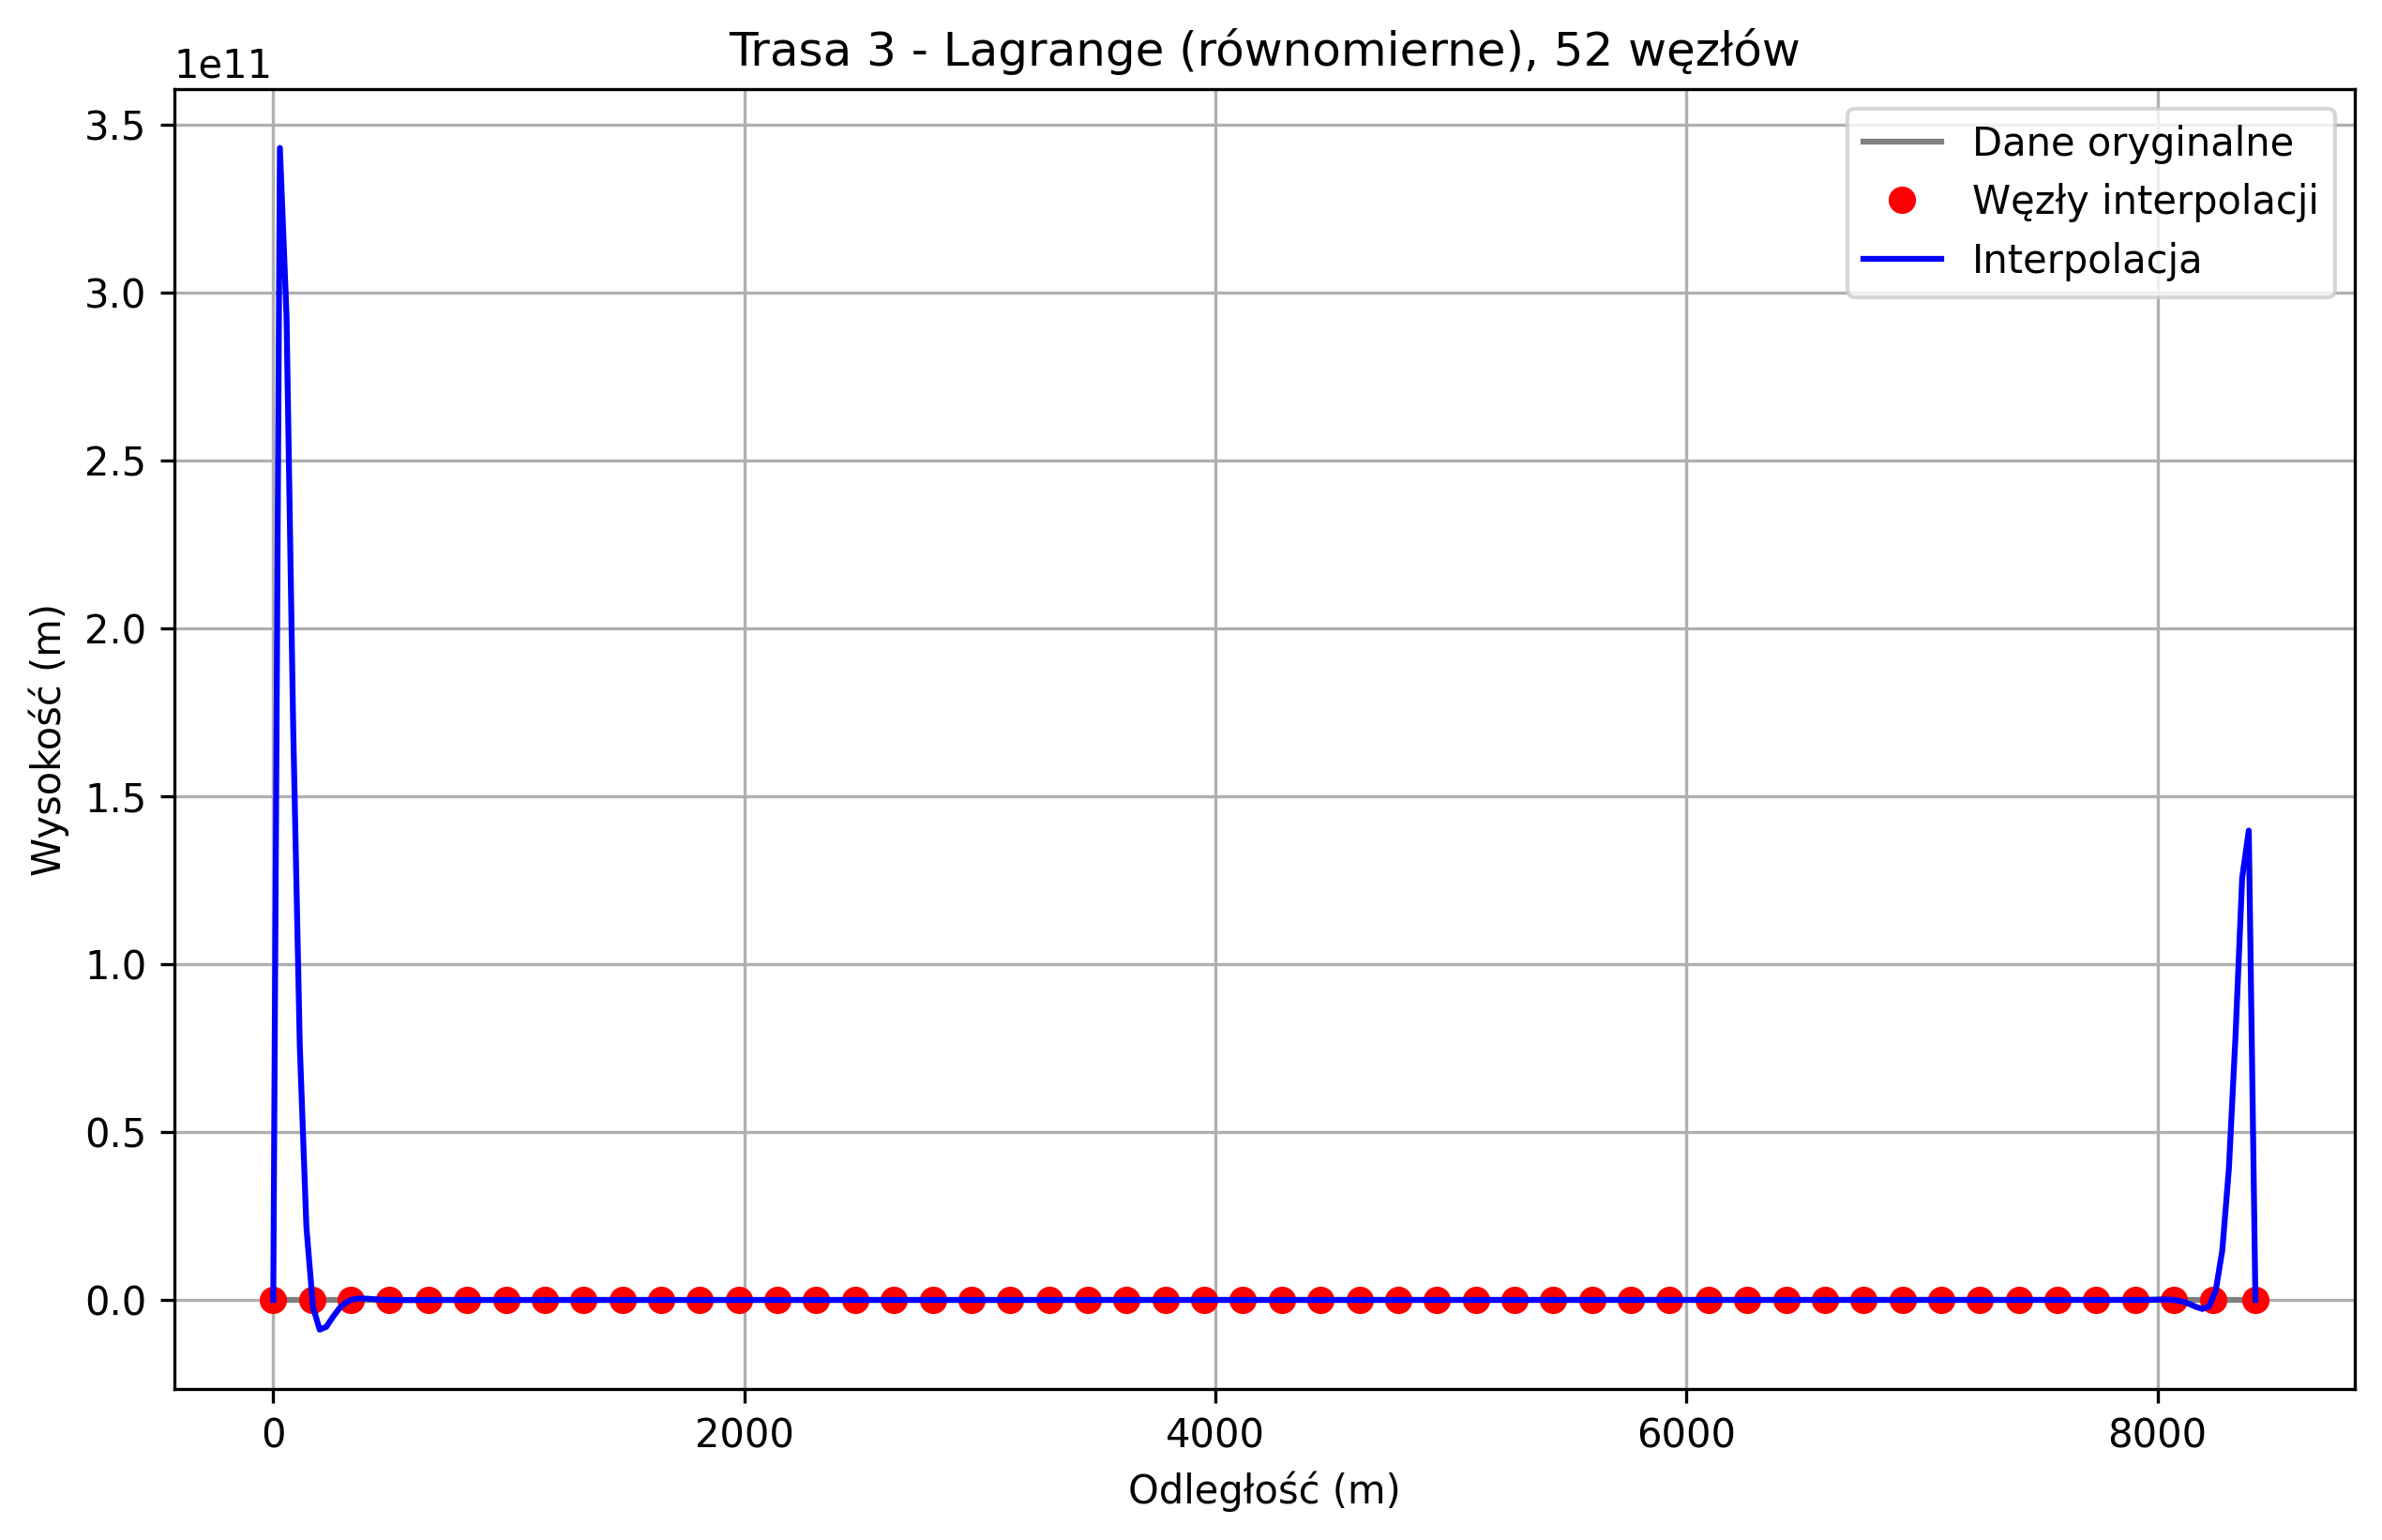 Trasa 3 - Lagrange (równomierne), 52 węzłów
1e11
3.5
3.0
2.5
2.0
1.5
1.0
0.5
0.0
Wysokość (m)
Dane oryginalne
Węzły interpolacji
Interpolacja
0 2000 4000 6000 8000
Odległość (m)